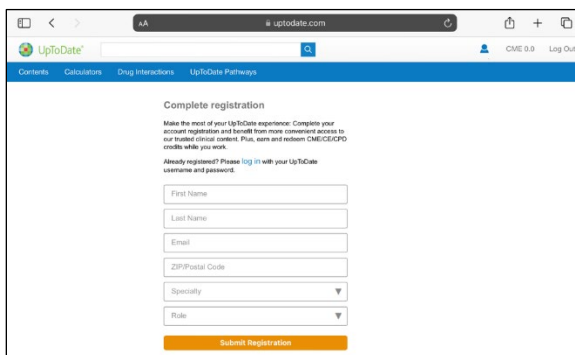 AA
uptodate.com
UpToDate®
CME 0.0
Log Out
Contents
Calculators
Drug Interactions
UpToDate Pathways
Complete registration
Make the most of your UpToDate experience: Complete your
account registration and benefit from more convenient access to
our trusted clinical content. Plus, earn and redeem CME/CE/CPD
credits while you work.
Already registered? Please log in with your UpToDate
username and password.
First Name
Last Name
Email
ZIP/Postal Code
Specialty
Role
Submit Registration